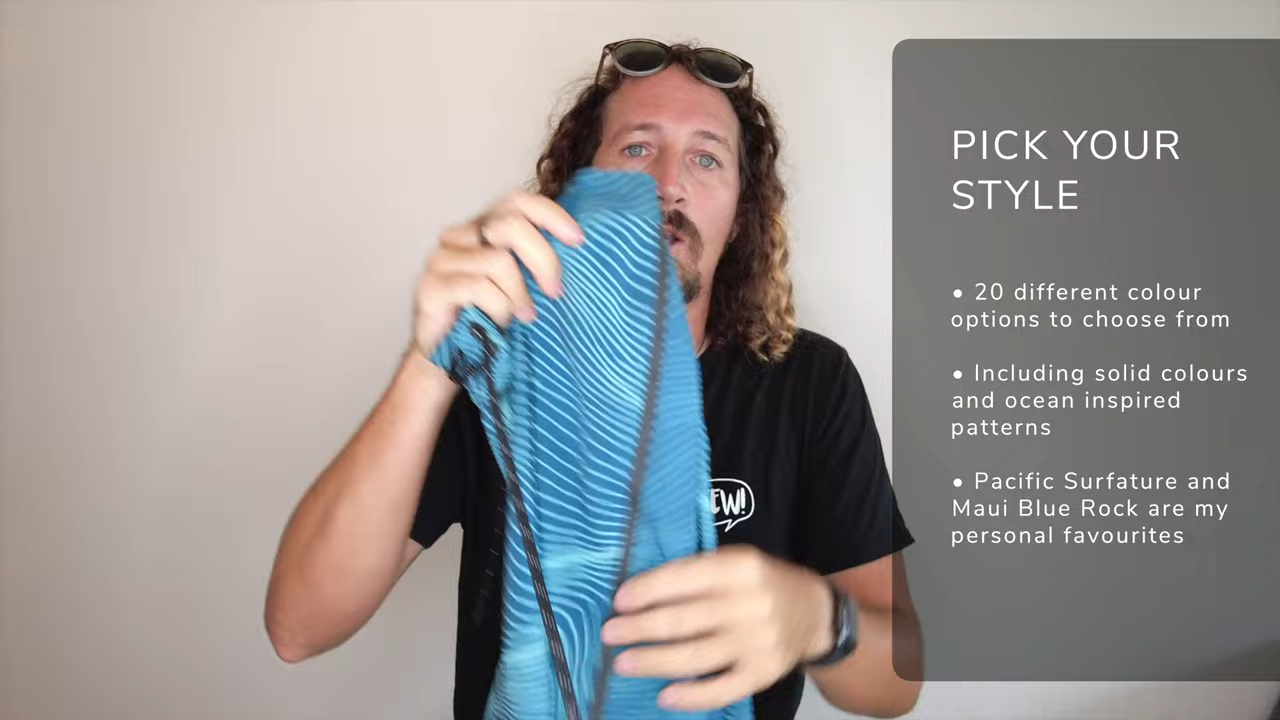 PICK YOUR
STYLE
• 20 different colour
options to choose from
• Including solid colours
and ocean inspired
patterns
• Pacific Surfature and
Maui Blue Rock are my
personal favourites
EW!